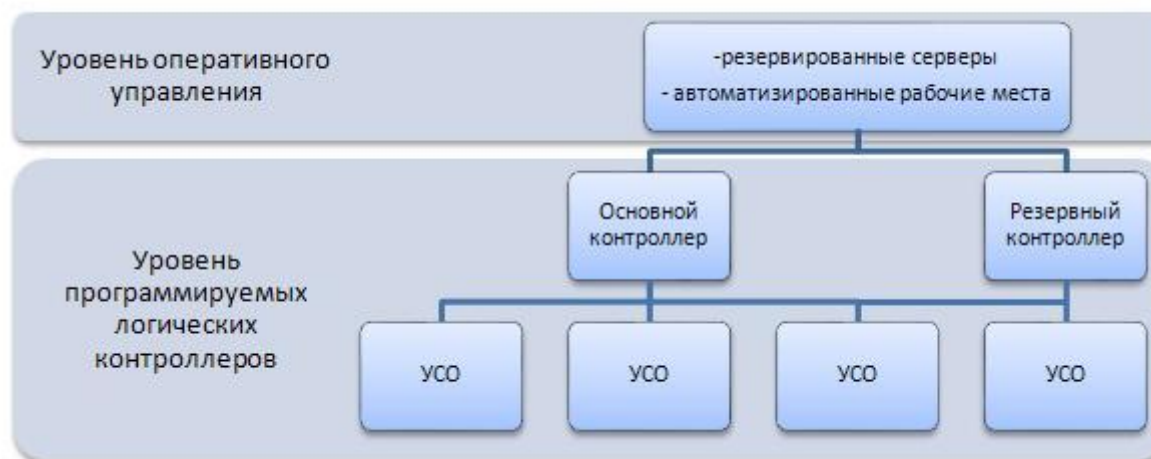 Уровень оперативного
управления
-резервированные серверы
- автоматизированные рабочие места
Основной
контроллер
Резервный
контроллер
Уровень
программируемых
логических
контроллеров
УСО
УСО
УСО
УСО